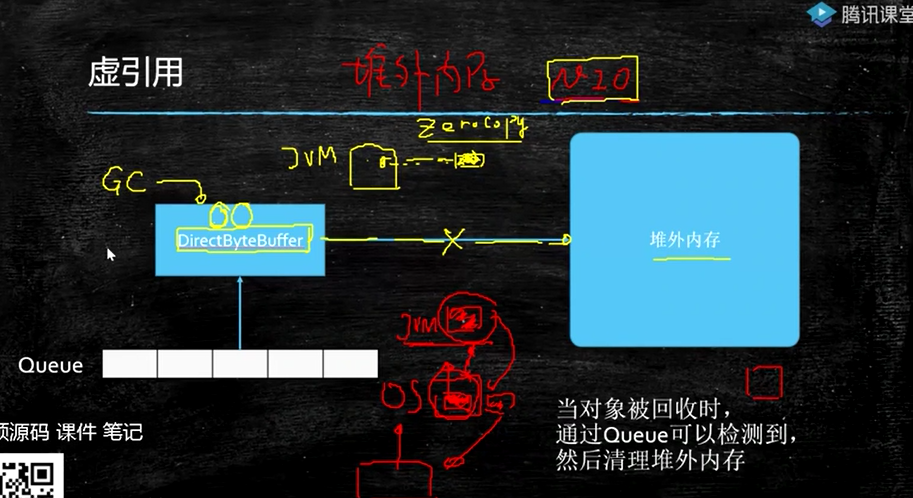 腾讯课堂
虚引用
堆外内存
NIO
ZeroCopy
JVM
GC
DirectByteBuffer
堆外内存
JVM
Queue
OS
当对象被回收时，
通过Queue可以检测到，
然后清理堆外内存
源码 课件 笔记